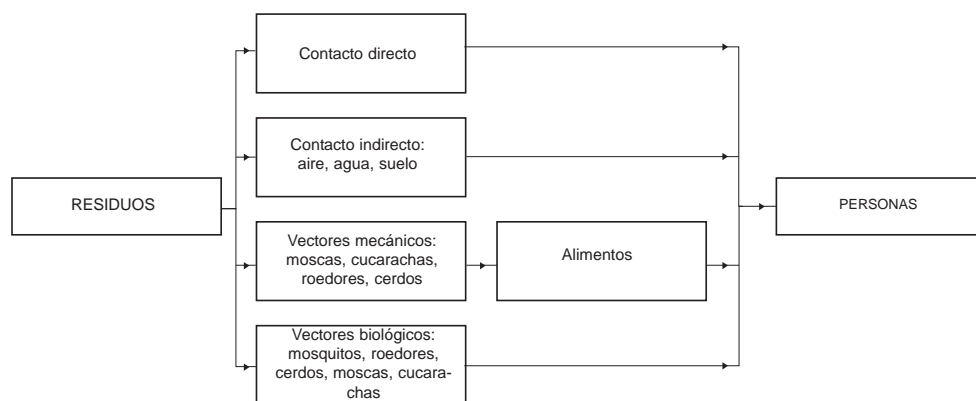 Contacto directo
Contacto indirecto:
aire, agua, suelo
RESIDUOS
PERSONAS
Vectores mecánicos:
moscas, cucarachas,
roedores, cerdos
Alimentos
Vectores biológicos:
mosquitos, roedores,
cerdos, moscas, cucara-
chas